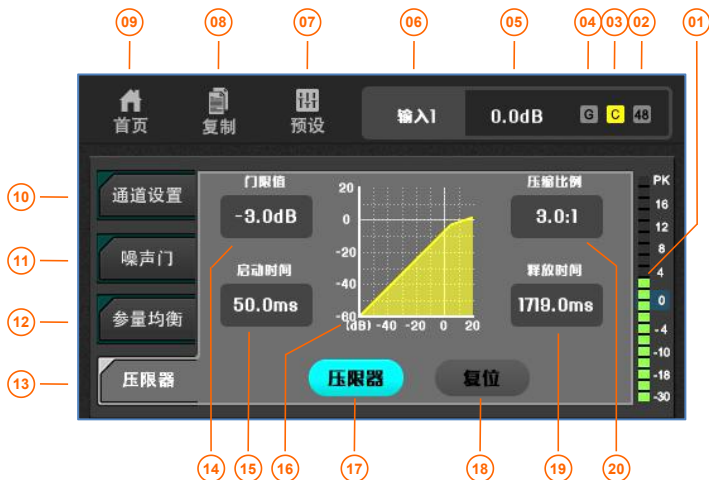 09 08 07 06 05 04 03 02 01
首页 复制 预设 输入1 0.0dB G C 48
10 通道设置
11 噪声门
12 参量均衡
13 压限器
门限值
-3.0dB
启动时间
50.0ms
20
0
-20
-40
-60
(dB) -40 -20 0 20
压缩比例
3.0:1
释放时间
1719.0ms
压限器 复位
PK
16
12
8
4
0
-4
-10
-18
-30
14 15 16 17 18 19 20